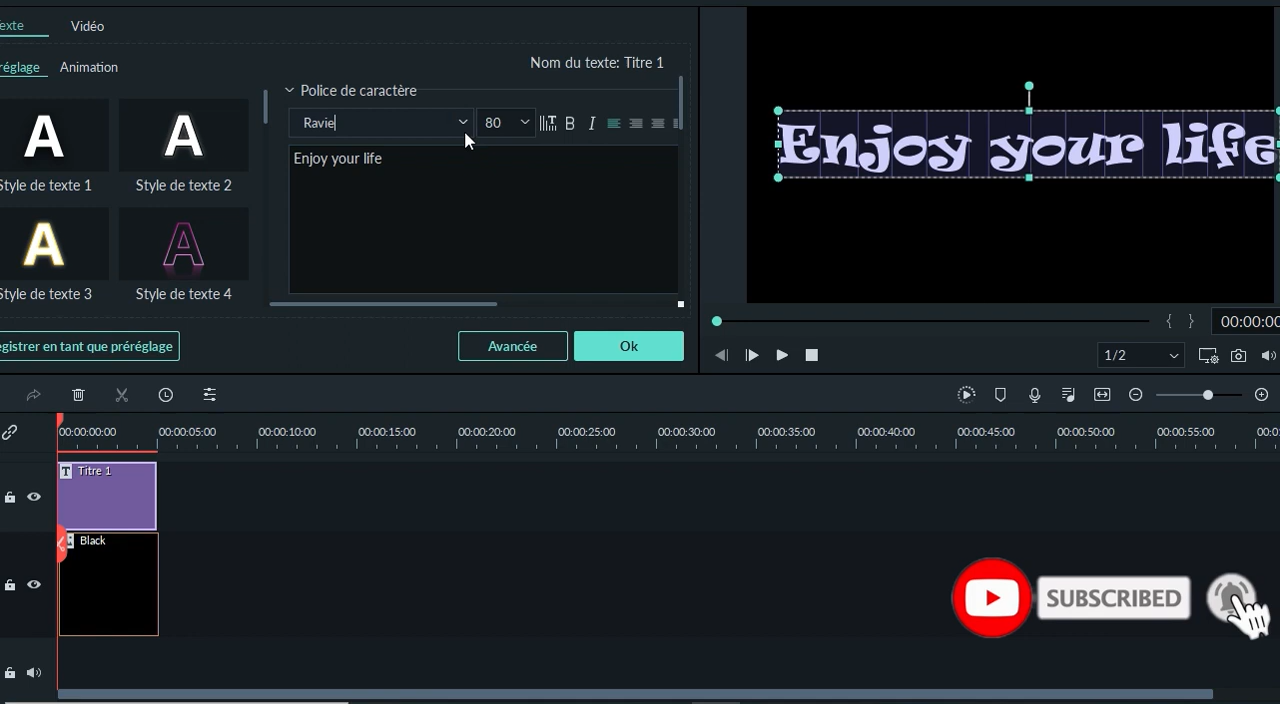 exte Vidéo
réglage Animation
Nom du texte: Titre 1
Police de caractère
Ravie 80 B I
Enjoy your life
A A
Style de texte 1 Style de texte 2
A A
Style de texte 3 Style de texte 4
egistrer en tant que préréglage Avancée Ok
Enjoy your life
{ } 00:00:00
1/2
00:00:00:00 00:00:05:00 00:00:10:00 00:00:15:00 00:00:20:00 00:00:25:00 00:00:30:00 00:00:35:00 00:00:40:00 00:00:45:00 00:00:50:00 00:00:55:00 00:0
T Titre 1
Black
SUBSCRIBED